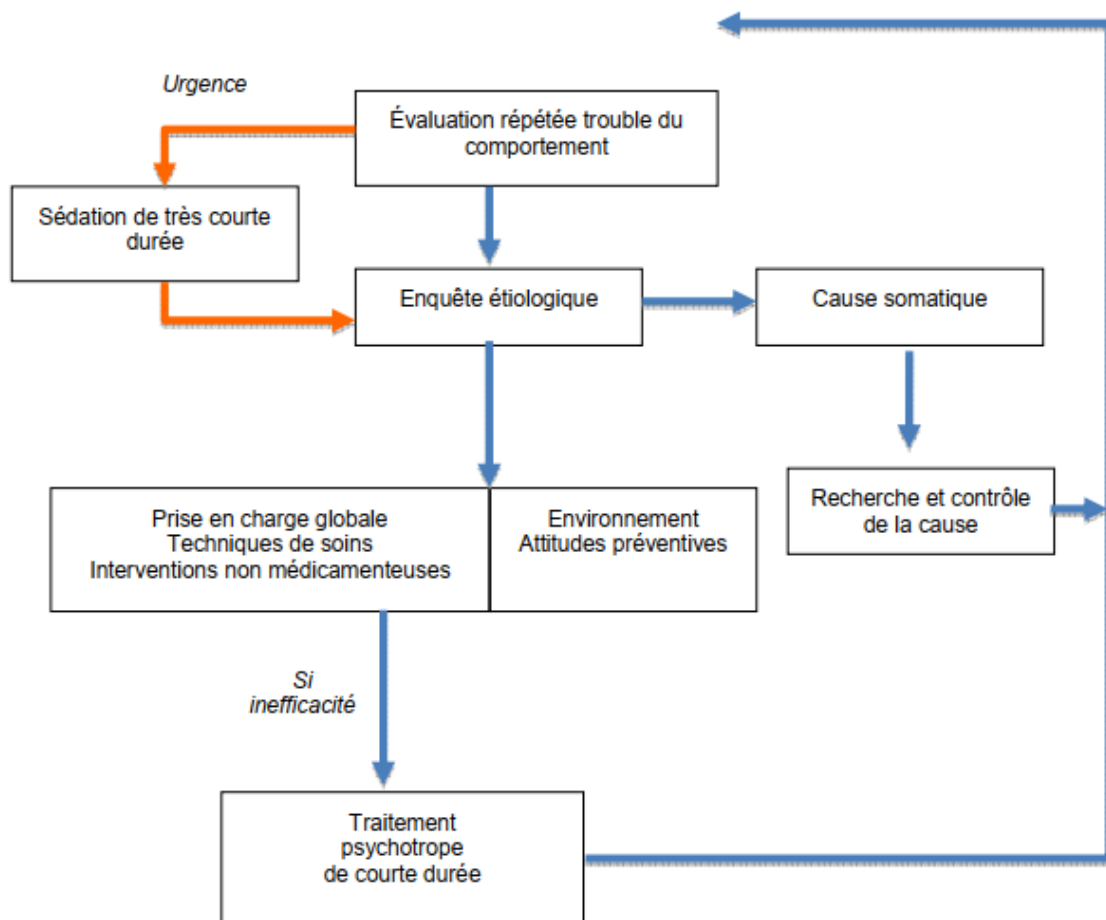 Urgence
Évaluation répétée trouble du
comportement
Sédation de très courte
durée
Enquête étiologique
Cause somatique
Recherche et contrôle
de la cause
Prise en charge globale
Techniques de soins
Interventions non médicamenteuses
Environnement
Attitudes préventives
Si
inefficacité
Traitement
psychotrope
de courte durée